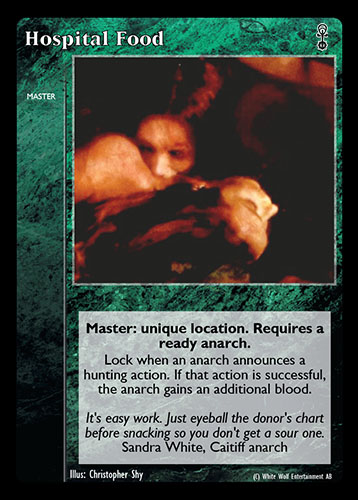 Hospital Food
MASTER
Master: unique location. Requires a
ready anarch.
Lock when an anarch announces a
hunting action. If that action is successful,
the anarch gains an additional blood.
It's easy work. Just eyeball the donor's chart
before snacking so you don't get a sour one.
Sandra White, Caitiff anarch
Illus: Christopher Shy
(C) White Wolf Entertainment AB